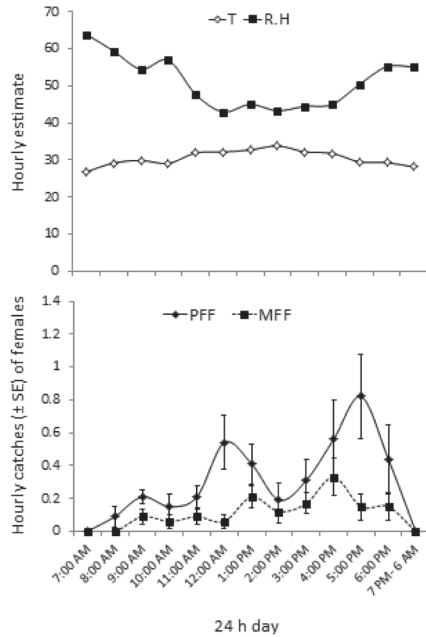 T R.H
70
60
50
40
30
20
10
0
Hourly estimate
PFF MFF
1.4
1.2
1
0.8
0.6
0.4
0.2
0
Hourly catches (± SE) of females
7:00 AM
8:00 AM
9:00 AM
10:00 AM
11:00 AM
12:00 AM
1:00 PM
2:00 PM
3:00 PM
4:00 PM
5:00 PM
6:00 PM
7 PM- 6 AM
24 h day